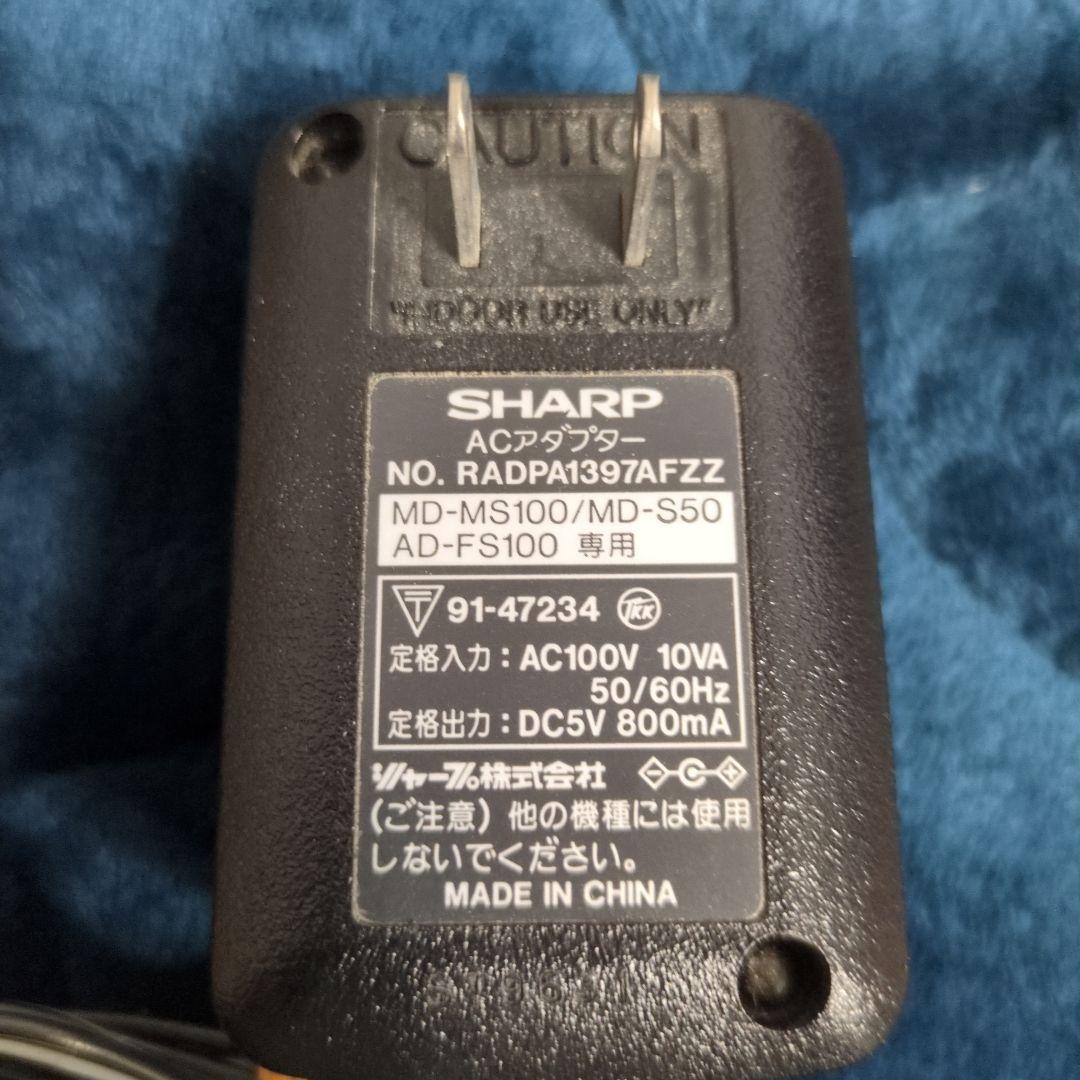 CAUTION
"INDOOR USE ONLY"
SHARP
ACアダプター
NO. RADPA1397AFZZ
MD-MS100/MD-S50
AD-FS100 専用
〒 91-47234 TKK
定格入力：AC100V 10VA
50/60Hz
定格出力：DC5V 800mA
シャープ株式会社
(ご注意) 他の機種には使用
しないでください。
MADE IN CHINA